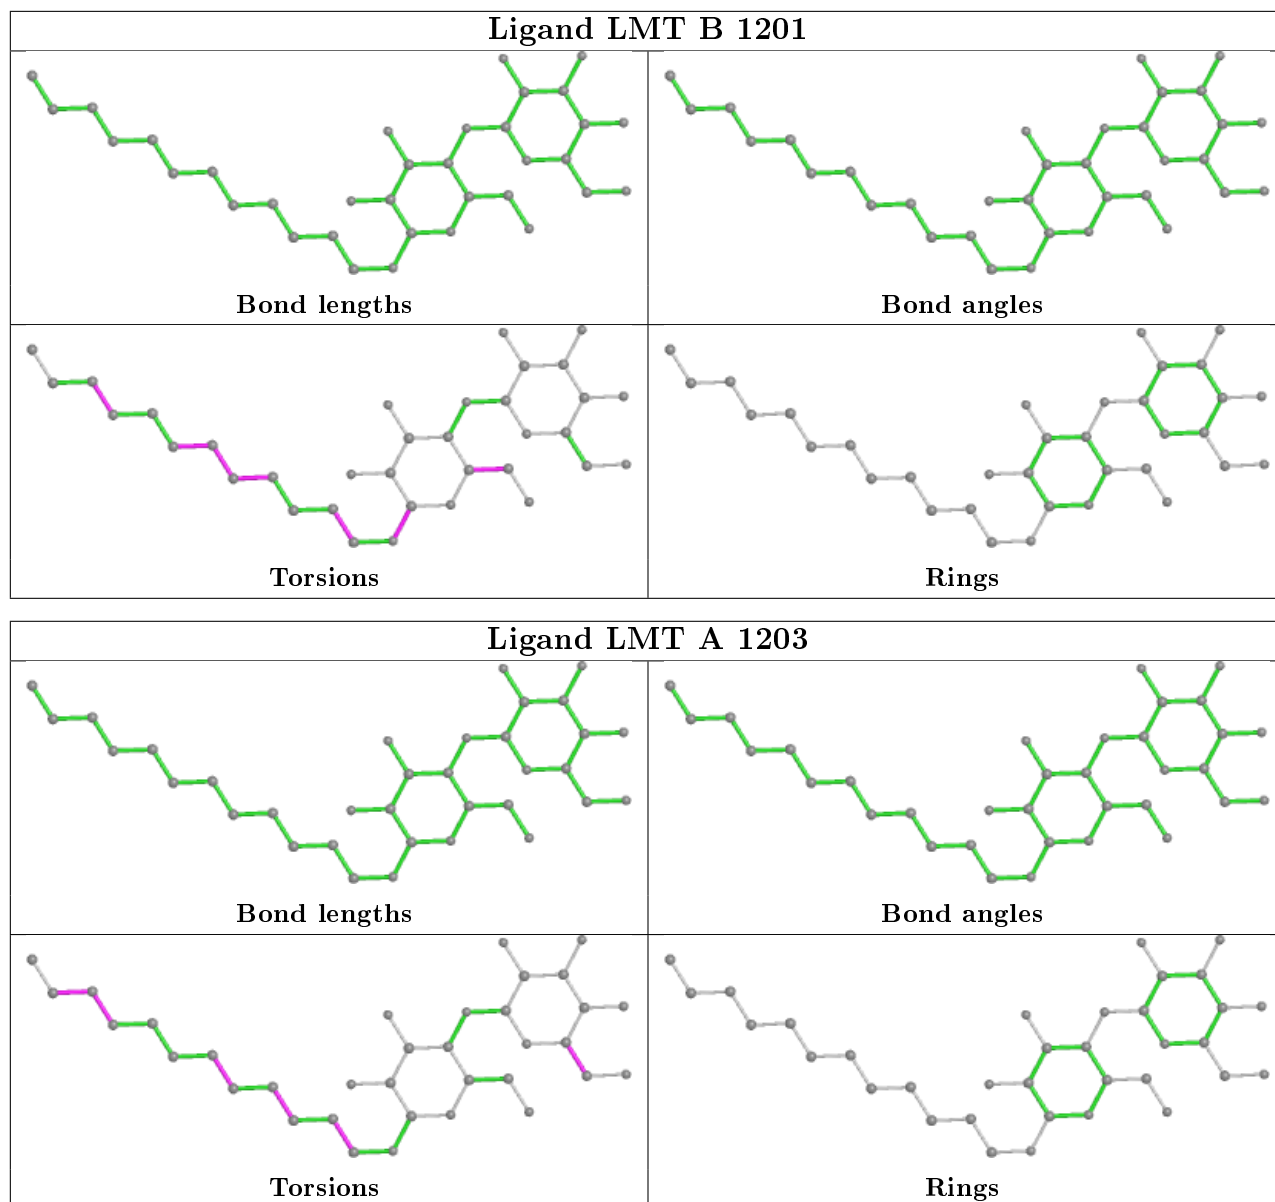 Ligand LMT B 1201
Bond lengths
Bond angles
Torsions
Rings
Ligand LMT A 1203
Bond lengths
Bond angles
Torsions
Rings